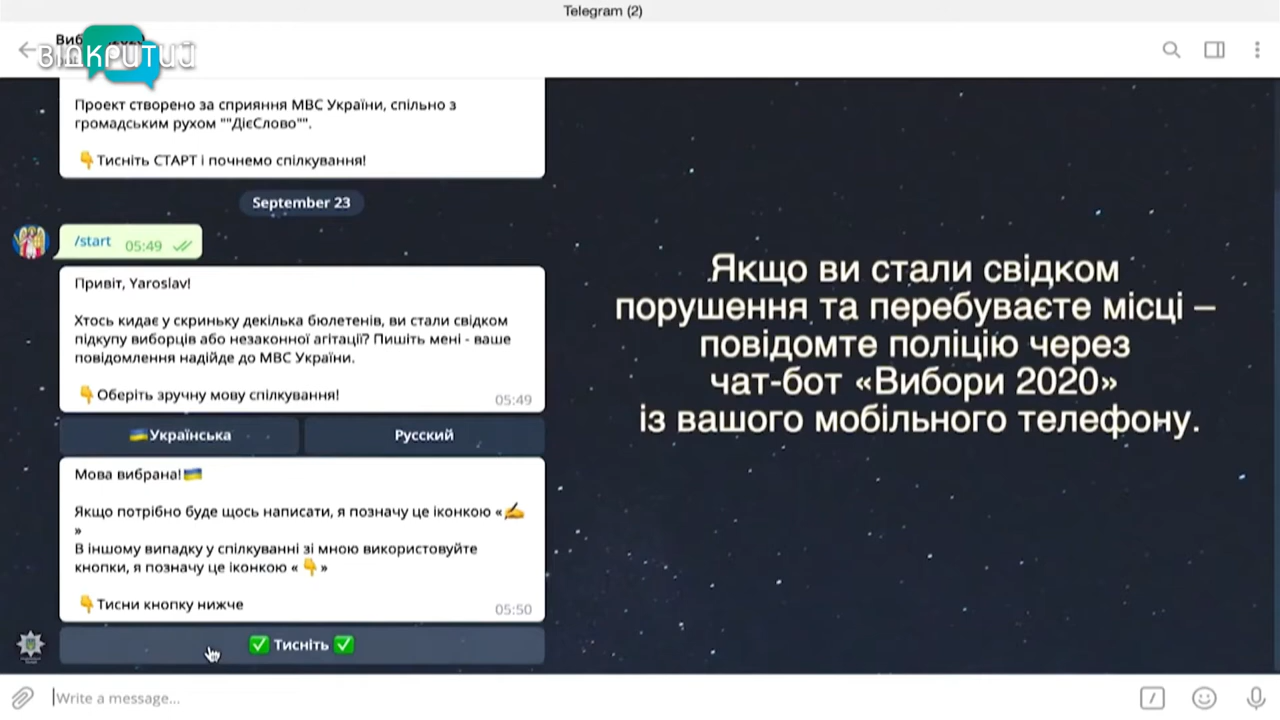 Telegram (2)
ВІДКРИТИЙ
Проект створено за сприяння МВС України, спільно з
громадським рухом ""ДієСлово"".
👇Тисніть СТАРТ і почнемо спілкування!
September 23
/start 05:49
Привіт, Yaroslav!
Хтось кидає у скриньку декілька бюлетенів, ви стали свідком
підкупу виборців або незаконної агітації? Пишіть мені - ваше
повідомлення надійде до МВС України.
👇Оберіть зручну мову спілкування!
05:49
🇺🇦Українська
Русский
Мова вибрана!🇺🇦
Якщо потрібно буде щось написати, я позначу це іконкою «✍
»
В іншому випадку у спілкуванні зі мною використовуйте
кнопки, я позначу це іконкою « 👇 »
👇Тисни кнопку нижче
05:50
✅ Тисніть ✅
Write a message...
Якщо ви стали свідком
порушення та перебуваєте місці –
повідомте поліцію через
чат-бот «Вибори 2020»
із вашого мобільного телефону.